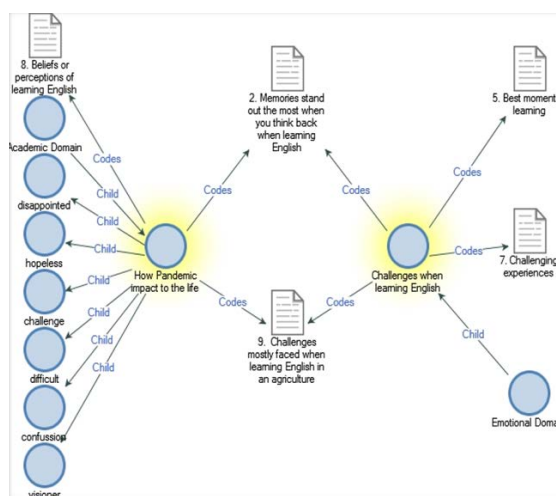 8. Beliefs or
perceptions of
learning English
Academic Domain
disappointed
hopeless
challenge
difficult
confussion
visioner
Codes
Child
Child
Child
Child
Child
Child
Child
How Pandemic
impact to the life
Codes
Codes
2. Memories stand
out the most when
you think back
when learning
English
9. Challenges
mostly faced when
learning English in
an agriculture
Codes
Codes
Challenges when
learning English
Codes
Codes
Child
5. Best moment
learning
7. Challenging
experiences
Emotional Doma